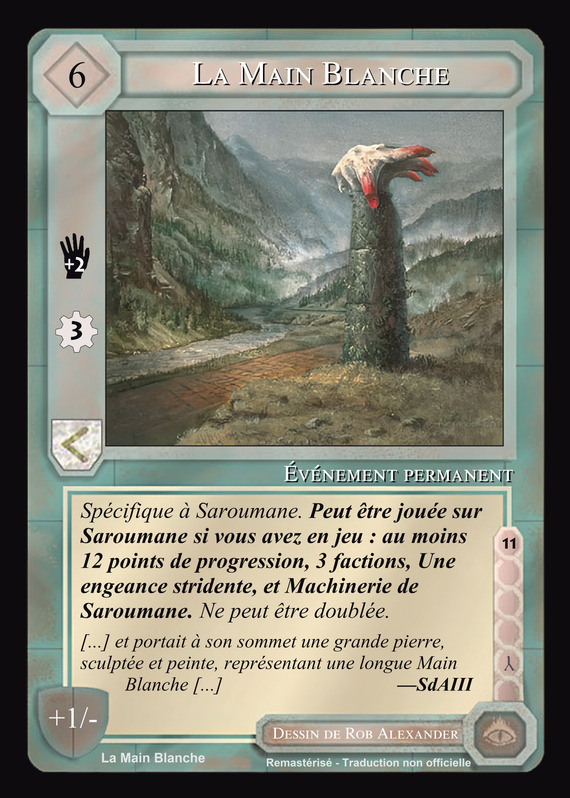 6
LA MAIN BLANCHE
+2
3
ÉVÉNEMENT PERMANENT
Spécifique à Saroumane. Peut être jouée sur
Saroumane si vous avez en jeu : au moins
12 points de progression, 3 factions, Une
engeance stridente, et Machinerie de
Saroumane. Ne peut être doublée.
11
[...] et portait à son sommet une grande pierre,
sculptée et peinte, représentant une longue Main
Blanche [...] —SdAIII
+1/-
DESSIN DE ROB ALEXANDER
La Main Blanche
Remastérisé - Traduction non officielle